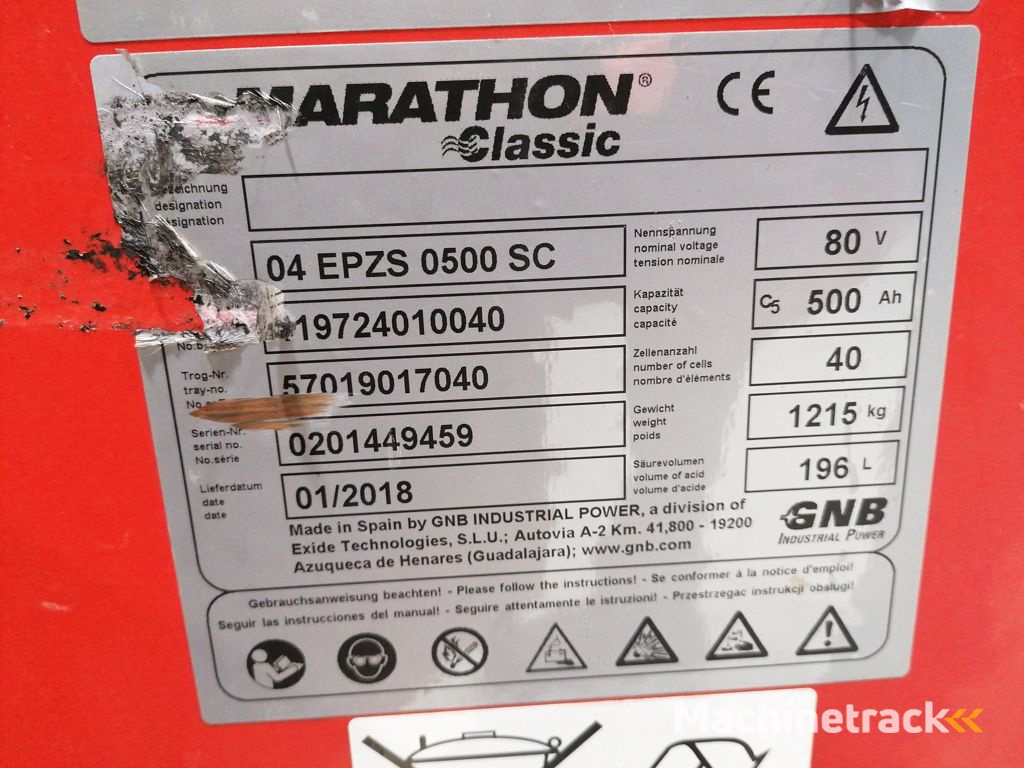 MARATHON®
Classic
CE
designation
04 EPZS 0500 SC
Nennspannung
nominal voltage
tension nominale
80 V
19724010040
Kapazität
capacity
capacité
C5 500 Ah
Trog-Nr.
tray-no.
57019017040
Zellenanzahl
number of cells
nombre d'éléments
40
Serien-Nr.
serial no.
No.série
0201449459
Gewicht
weight
poids
1215 kg
Lieferdatum
date
date
01/2018
Säurevolumen
volume of acid
volume d'acide
196 L
Made in Spain by GNB INDUSTRIAL POWER, a division of
Exide Technologies, S.L.U.; Autovia A-2 Km. 41,800 - 19200
Azuqueca de Henares (Guadalajara); www.gnb.com
GNB
INDUSTRIAL POWER
Gebrauchsanweisung beachten! - Please follow the instructions! - Se conformer à la notice d'emploi!
Seguir las instrucciones del manual! - Seguire attentamente le istruzioni! - Przestrzegac instrukcji obslugi!
Machinetrack